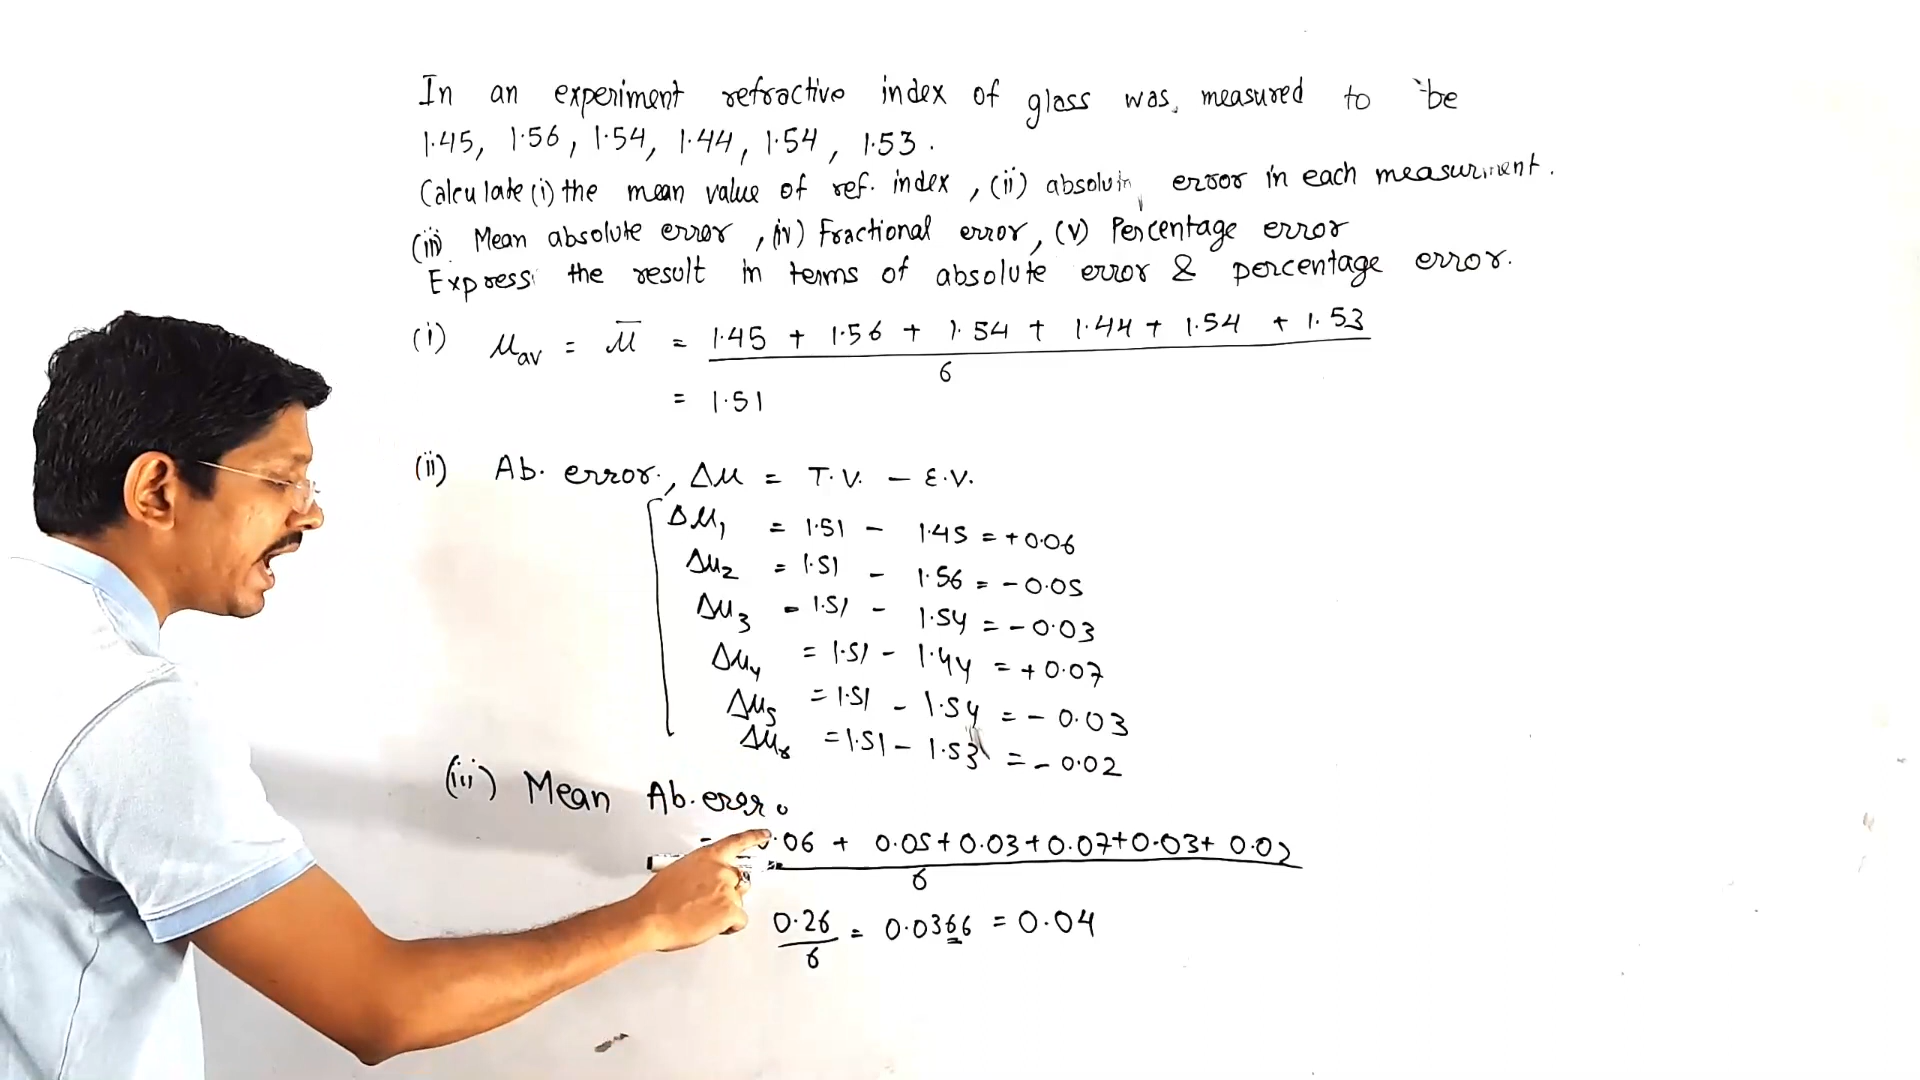 In an experiment refractive index of glass was measured to be
1.45, 1.56, 1.54, 1.44, 1.54, 1.53.
Calculate (i) the mean value of ref. index, (ii) error in each measurment.
(iii) Mean absolute error, (iv) Fractional error, (v) Percentage error
Express the result in terms of absolute error & percentage error.
(i) μav = μ̄ = 1.45 + 1.56 + 1.54 + 1.44 + 1.54 + 1.53
6
= 1.51
(ii) Ab. error, Δμ = T.V. - E.V.
Δμ1 = 1.51 - 1.45 = +0.06
Δμ2 = 1.51 - 1.56 = -0.05
Δμ3 = 1.51 - 1.54 = -0.03
Δμ4 = 1.51 - 1.44 = +0.07
Δμ5 = 1.51 - 1.54 = -0.03
= 1.51 - 1.53 = -0.02
(iii) Mean Ab.
.06 + 0.05 + 0.03 + 0.07 + 0.03 + 0.02
6
0.26 = 0.0366 = 0.04
6